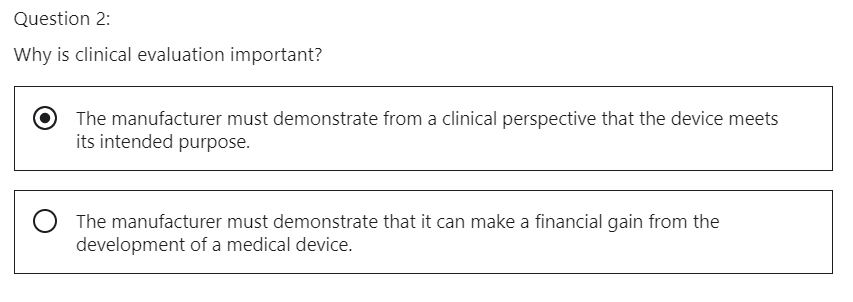 Question 2:
Why is clinical evaluation important?
The manufacturer must demonstrate from a clinical perspective that the device meets
its intended purpose.
The manufacturer must demonstrate that it can make a financial gain from the
development of a medical device.